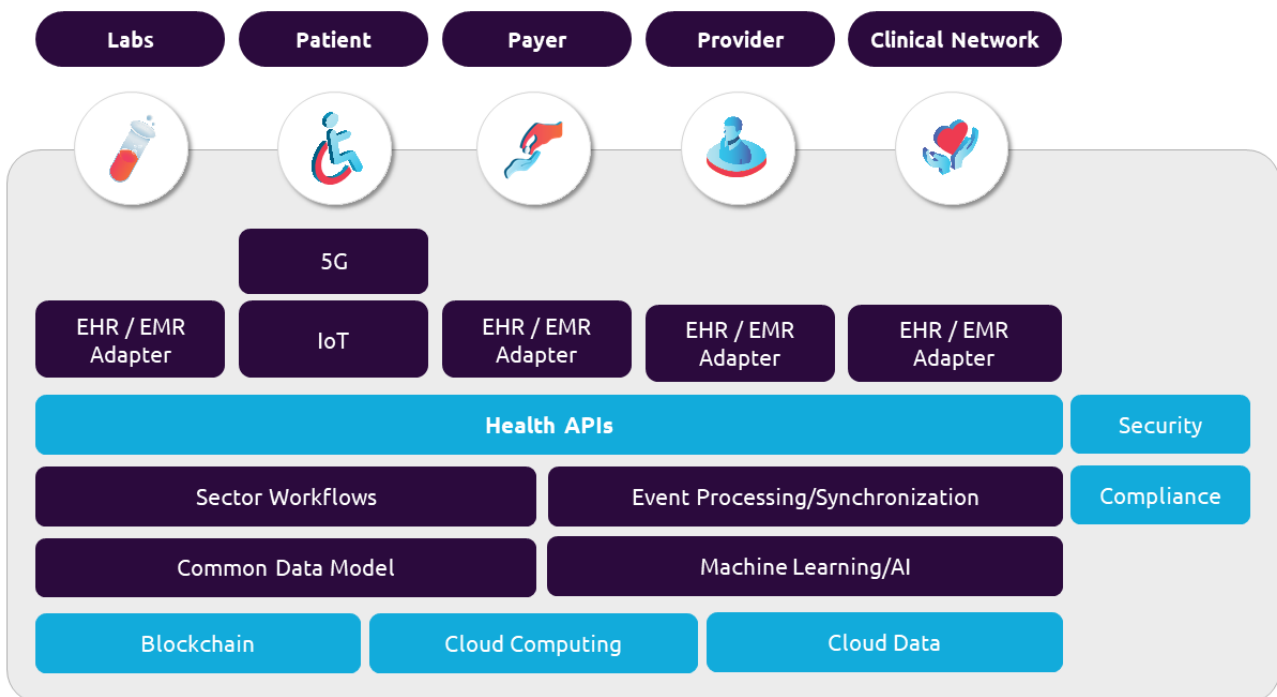 Labs
Patient
Payer
Provider
Clinical Network
5G
EHR / EMR
Adapter
IoT
EHR / EMR
Adapter
EHR / EMR
Adapter
EHR / EMR
Adapter
Health APIs
Security
Sector Workflows
Event Processing/Synchronization
Compliance
Common Data Model
Machine Learning/AI
Blockchain
Cloud Computing
Cloud Data